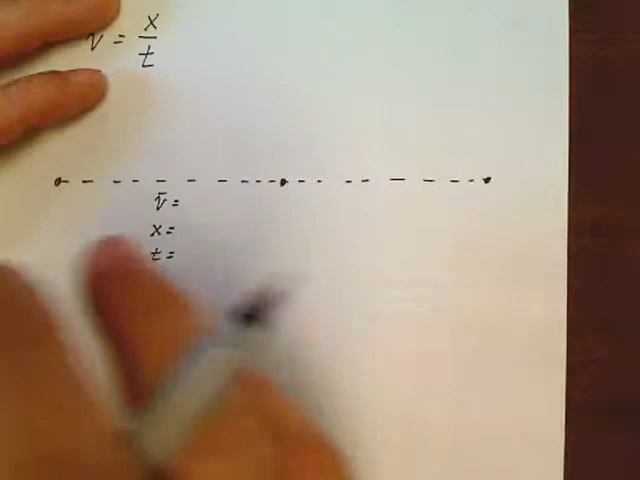 v = x/t
v̄ =
x =
t =